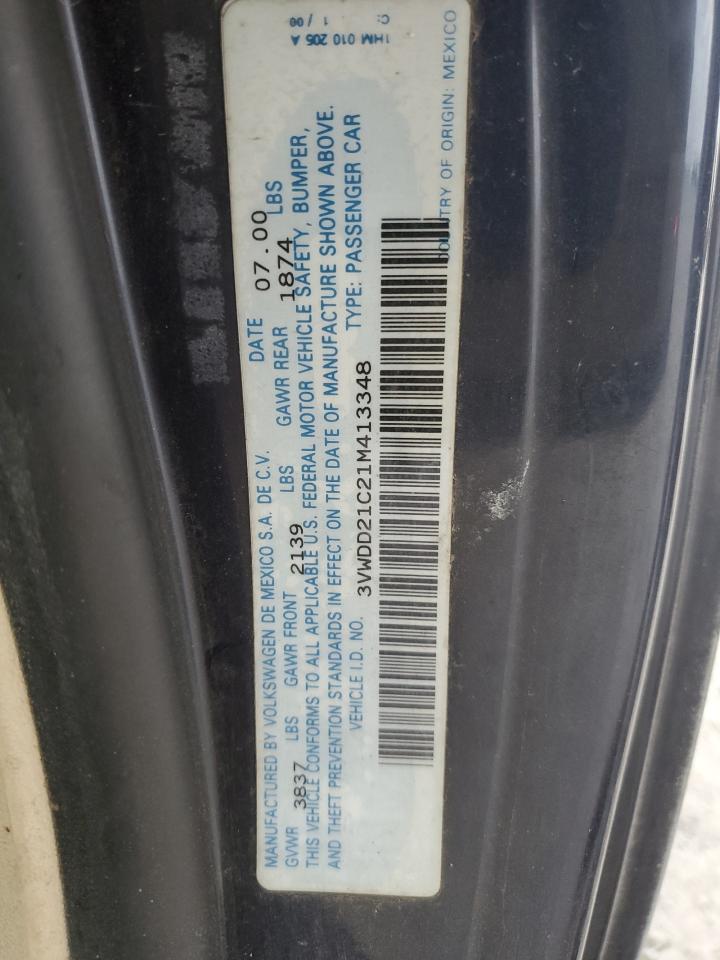 MANUFACTURED BY VOLKSWAGEN DE MEXICO S.A. DE C.V. DATE 07.00
GVWR 3837 LBS GAWR FRONT 2139 LBS GAWR REAR 1874 LBS
THIS VEHICLE CONFORMS TO ALL APPLICABLE U.S. FEDERAL MOTOR VEHICLE SAFETY, BUMPER,
AND THEFT PREVENTION STANDARDS IN EFFECT ON THE DATE OF MANUFACTURE SHOWN ABOVE.
VEHICLE I.D. NO. 3VWDD21C21M413348 TYPE: PASSENGER CAR
COUNTRY OF ORIGIN: MEXICO
1HM 010 205 A
1/00